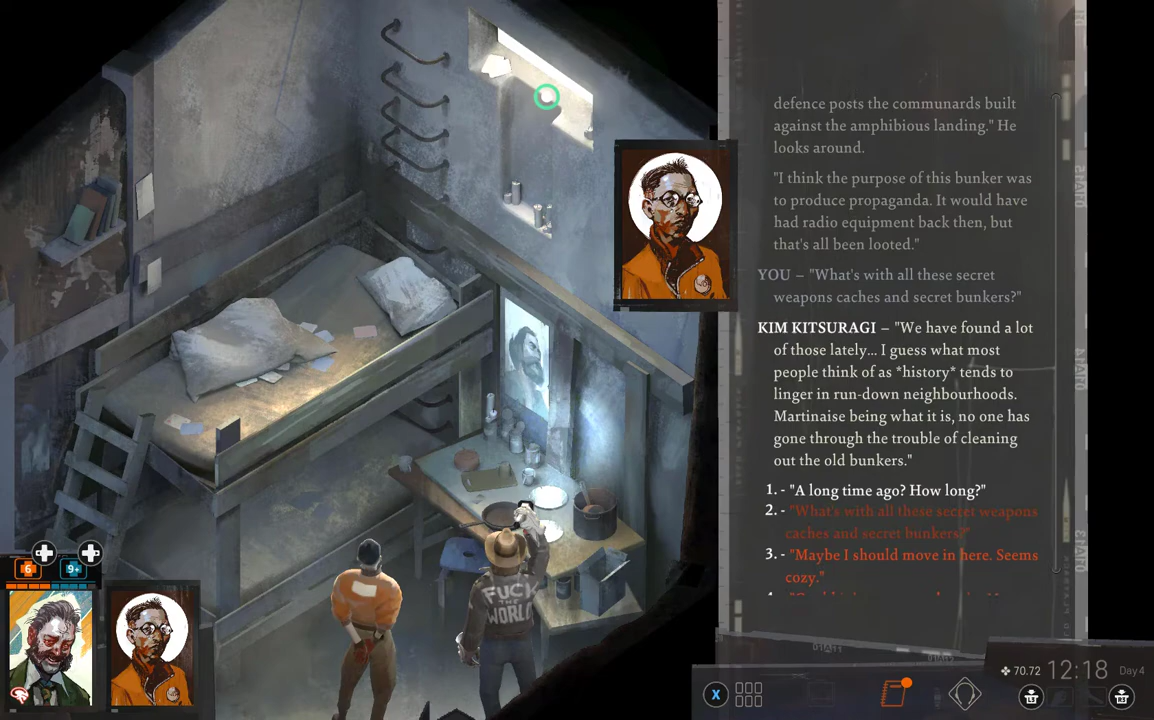 defence posts the communards built
against the amphibious landing." He
looks around.
"I think the purpose of this bunker was
to produce propaganda. It would have
had radio equipment back then, but
that's all been looted."
YOU – "What's with all these secret
weapons caches and secret bunkers?"
KIM KITSURAGI – "We have found a lot
of those lately... I guess what most
people think of as *history* tends to
linger in run-down neighbourhoods.
Martinaise being what it is, no one has
gone through the trouble of cleaning
out the old bunkers."
1. - "A long time ago? How long?"
2. - "What's with all these secret weapons
caches and secret bunkers?"
3. - "Maybe I should move in here. Seems
cozy."
FUCK
THE
WORLD
6
9+
X
70.72
12:18
Day4